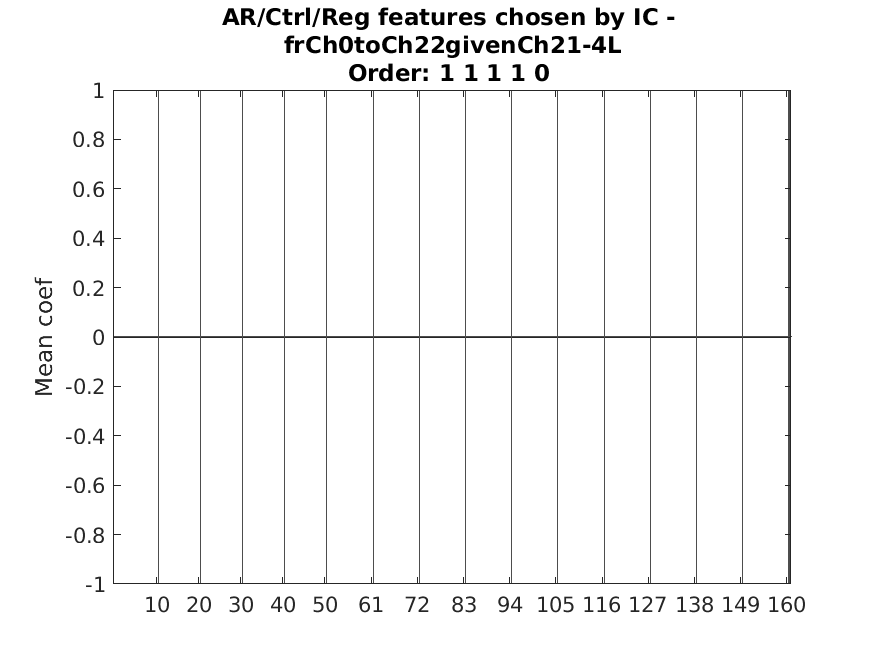 AR/Ctrl/Reg features chosen by IC -
frCh0toCh22givenCh21-4L
Order: 1 1 1 1 0
1
0.8
0.6
0.4
0.2
0
-0.2
-0.4
-0.6
-0.8
-1
Mean coef
10 20 30 40 50 61 72 83 94 105 116 127 138 149 160